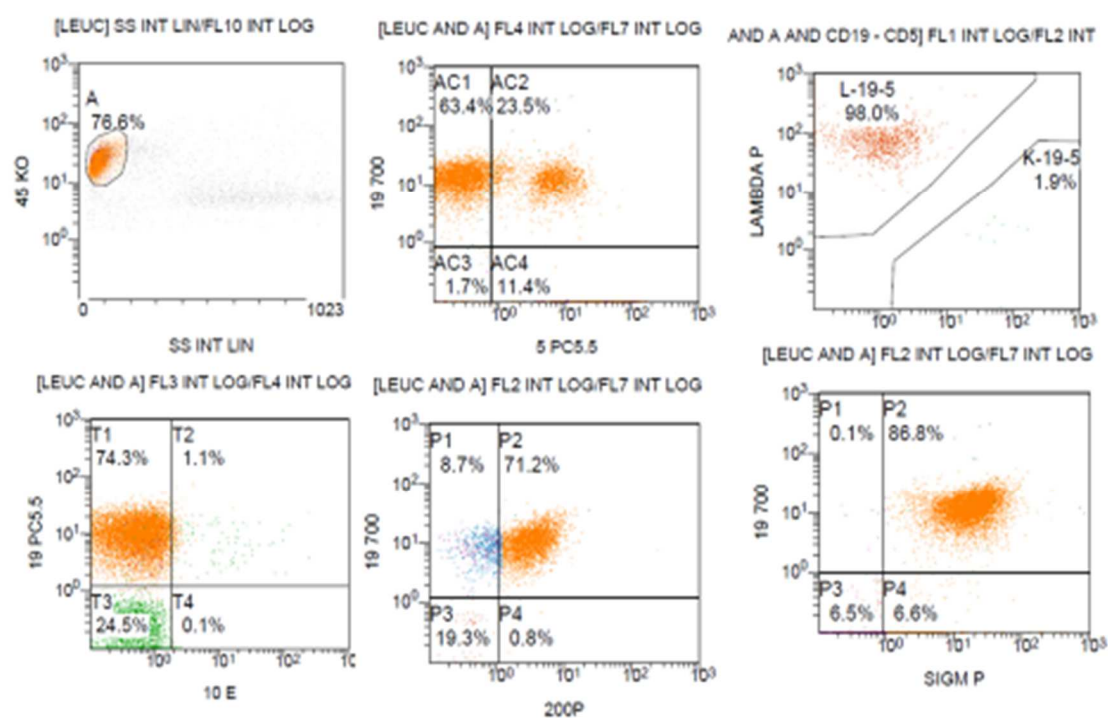 [LEUC] SS INT LIN/FL10 INT LOG
10³
10²
10¹
10⁰
45 KO
A
76.6%
0
1023
SS INT LIN
[LEUC AND A] FL4 INT LOG/FL7 INT LOG
10³
10²
10¹
10⁰
19 700
AC1
63.4%
AC2
23.5%
AC3
1.7%
AC4
11.4%
10⁰ 10¹ 10² 10³
5 PC5.5
AND A AND CD19 - CD5] FL1 INT LOG/FL2 INT
10³
10²
10¹
10⁰
LAMBDA P
L-19-5
98.0%
K-19-5
1.9%
10⁰ 10¹ 10² 10³
[LEUC AND A] FL3 INT LOG/FL4 INT LOG
10³
10²
10¹
10⁰
19 PC5.5
T1
74.3%
T2
1.1%
T3
24.5%
T4
0.1%
10⁰ 10¹ 10² 10
10 E
[LEUC AND A] FL2 INT LOG/FL7 INT LOG
10³
10²
10¹
10⁰
19 700
P1
8.7%
P2
71.2%
P3
19.3%
P4
0.8%
10⁰ 10¹ 10² 10³
200P
[LEUC AND A] FL2 INT LOG/FL7 INT LOG
10³
10²
10¹
10⁰
19 700
P1
0.1%
P2
86.8%
P3
6.5%
P4
6.6%
10⁰ 10¹ 10² 10³
SIGM P